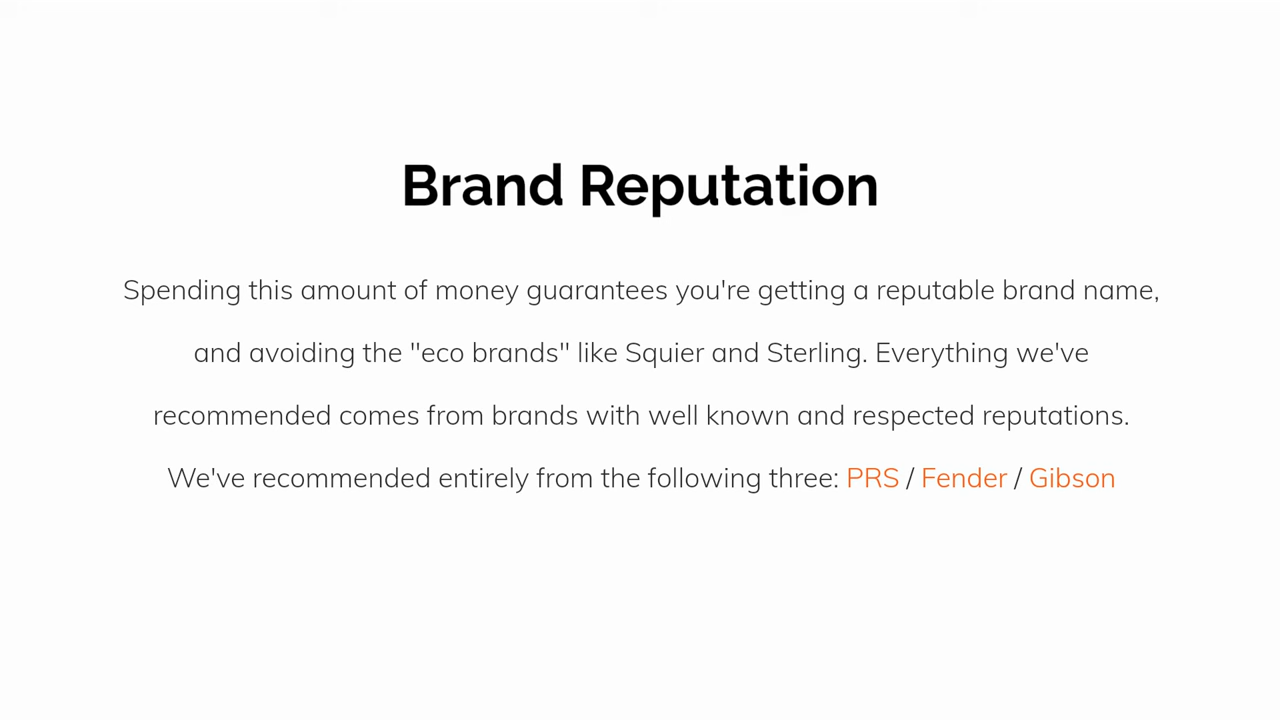 Brand Reputation
Spending this amount of money guarantees you're getting a reputable brand name,
and avoiding the "eco brands" like Squier and Sterling. Everything we've
recommended comes from brands with well known and respected reputations.
We've recommended entirely from the following three: PRS / Fender / Gibson